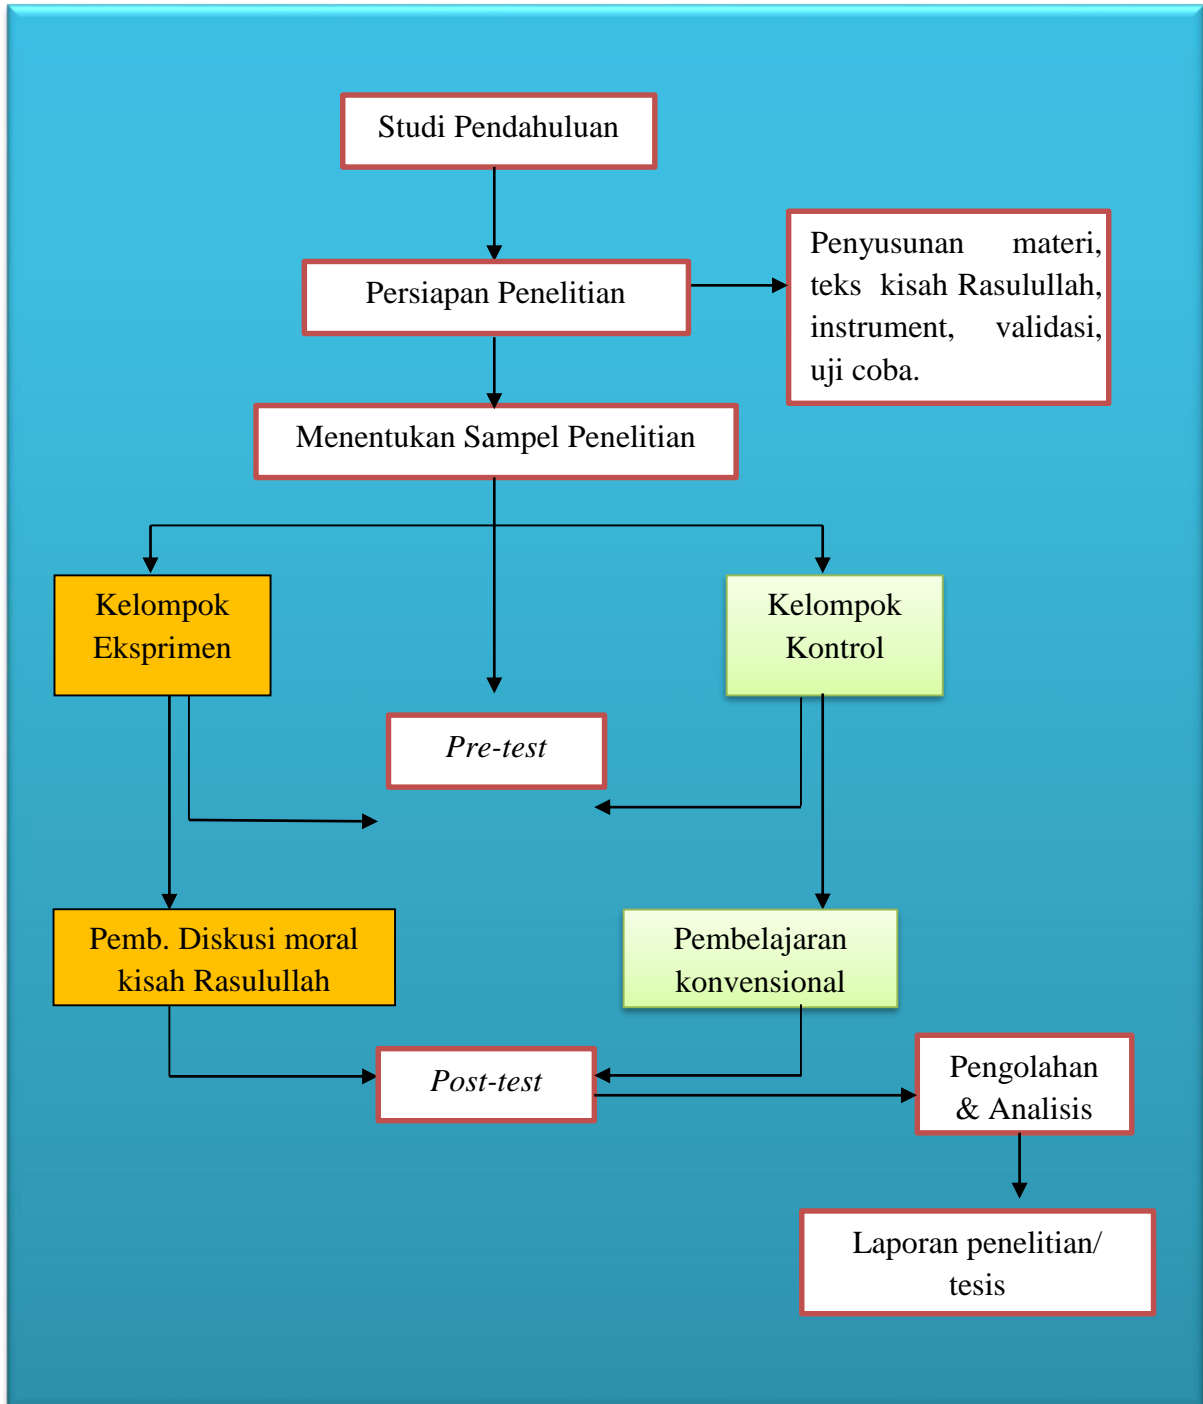 Studi Pendahuluan
Persiapan Penelitian
Penyusunan materi,
teks kisah Rasulullah,
instrument, validasi,
uji coba.
Menentukan Sampel Penelitian
Kelompok
Eksprimen
Kelompok
Kontrol
Pre-test
Pemb. Diskusi moral
kisah Rasulullah
Pembelajaran
konvensional
Post-test
Pengolahan
& Analisis
Laporan penelitian/
tesis